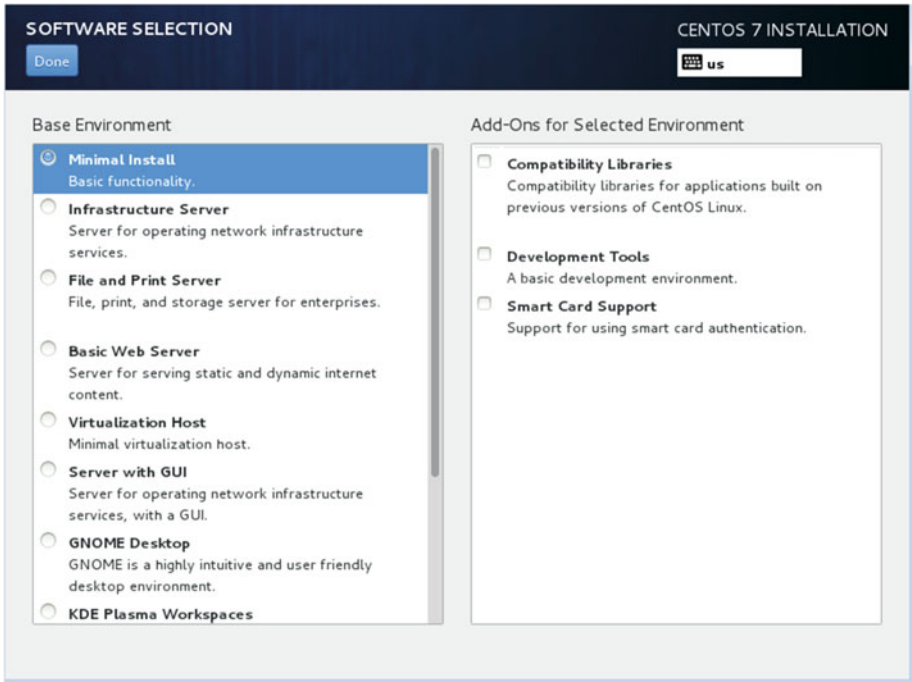 SOFTWARE SELECTION
Done
CENTOS 7 INSTALLATION
us
Base Environment
Minimal Install
Basic functionality.
Infrastructure Server
Server for operating network infrastructure
services.
File and Print Server
File, print, and storage server for enterprises.
Basic Web Server
Server for serving static and dynamic internet
content.
Virtualization Host
Minimal virtualization host.
Server with GUI
Server for operating network infrastructure
services, with a GUI.
GNOME Desktop
GNOME is a highly intuitive and user friendly
desktop environment.
KDE Plasma Workspaces
Add-Ons for Selected Environment
Compatibility Libraries
Compatibility libraries for applications built on
previous versions of CentOS Linux.
Development Tools
A basic development environment.
Smart Card Support
Support for using smart card authentication.